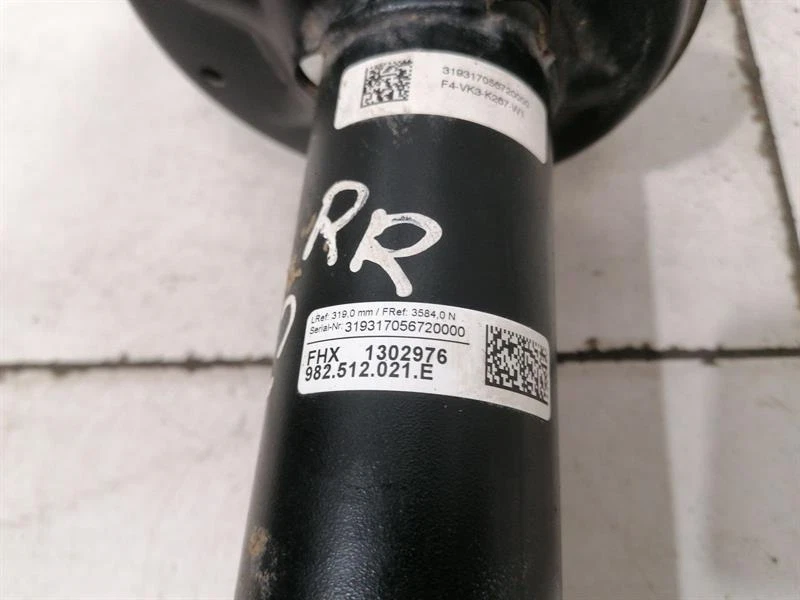 319317056720000
F4-VK3-K267-W1
RR
LRef: 319.0 mm / FRef: 3584,0 N
Serial-Nr: 319317056720000
FHX 1302976
982.512.021.E